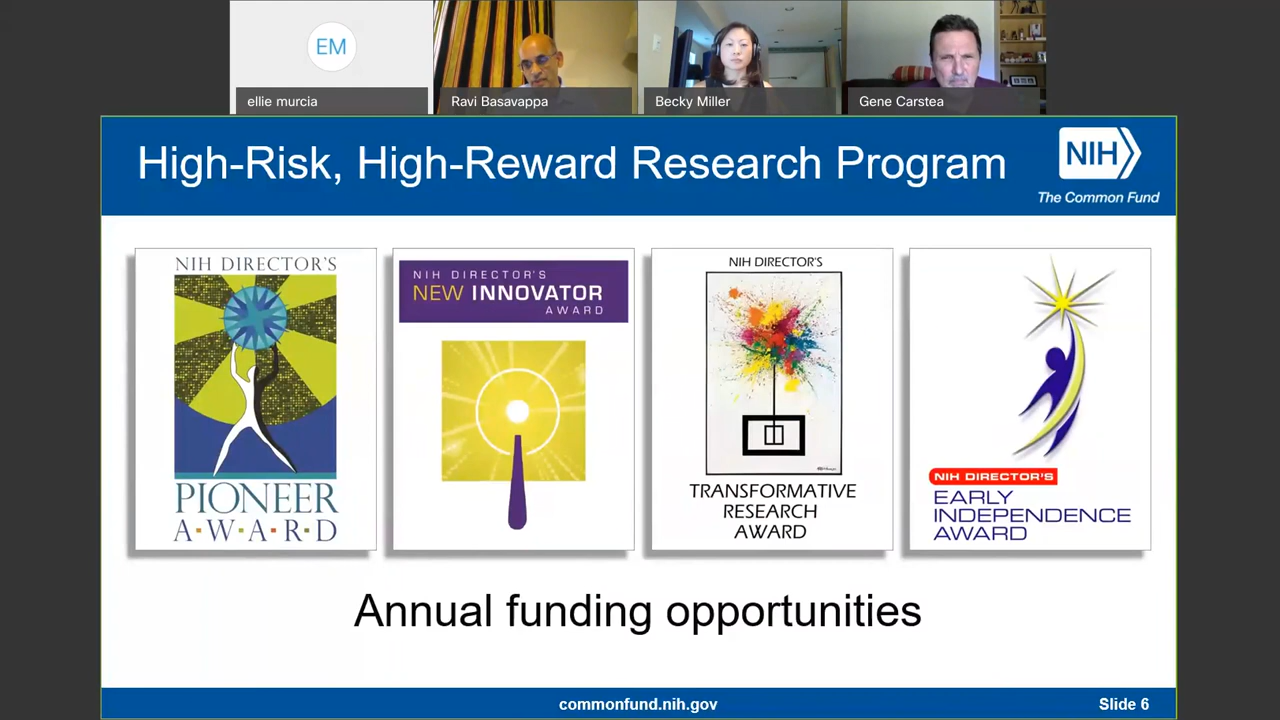 EM
ellie murcia
Ravi Basavappa
Becky Miller
Gene Carstea
High-Risk, High-Reward Research Program
NIH
The Common Fund
NIH DIRECTOR'S
PIONEER
A·W·A·R·D
NIH DIRECTOR'S
NEW INNOVATOR
AWARD
NIH DIRECTOR'S
TRANSFORMATIVE
RESEARCH
AWARD
NIH DIRECTOR'S
EARLY
INDEPENDENCE
AWARD
Annual funding opportunities
commonfund.nih.gov
Slide 6